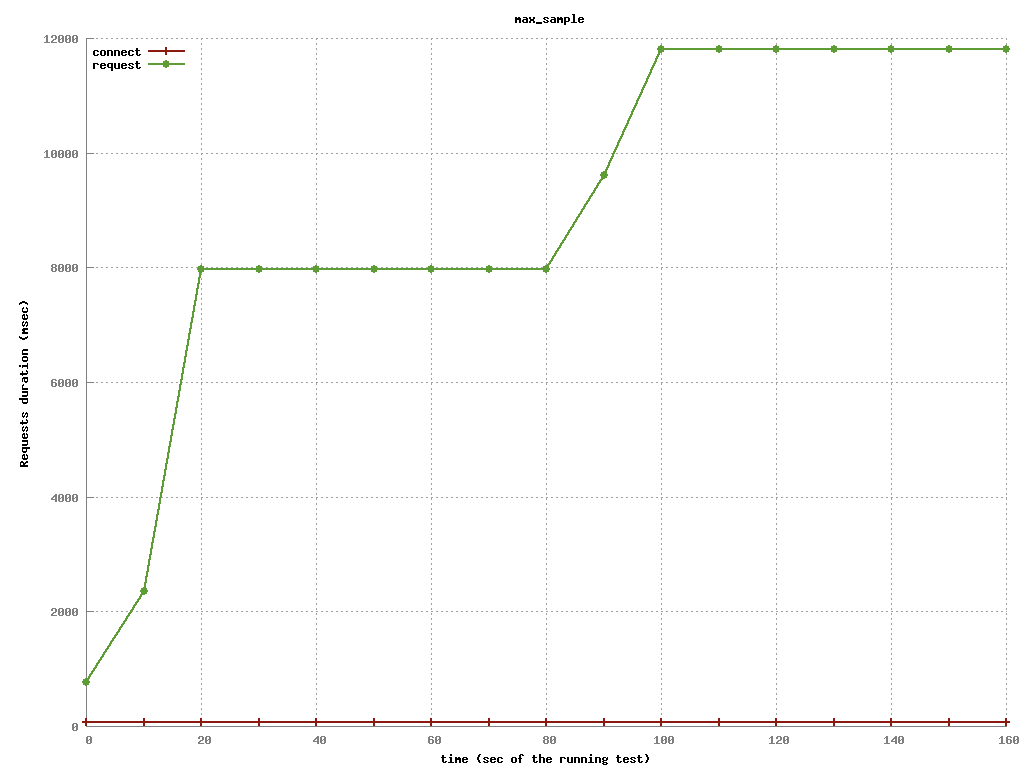 max_sample
12000
connect
request
10000
8000
6000
4000
2000
0
Requests duration (msec)
0 20 40 60 80 100 120 140 160
time (sec of the running test)